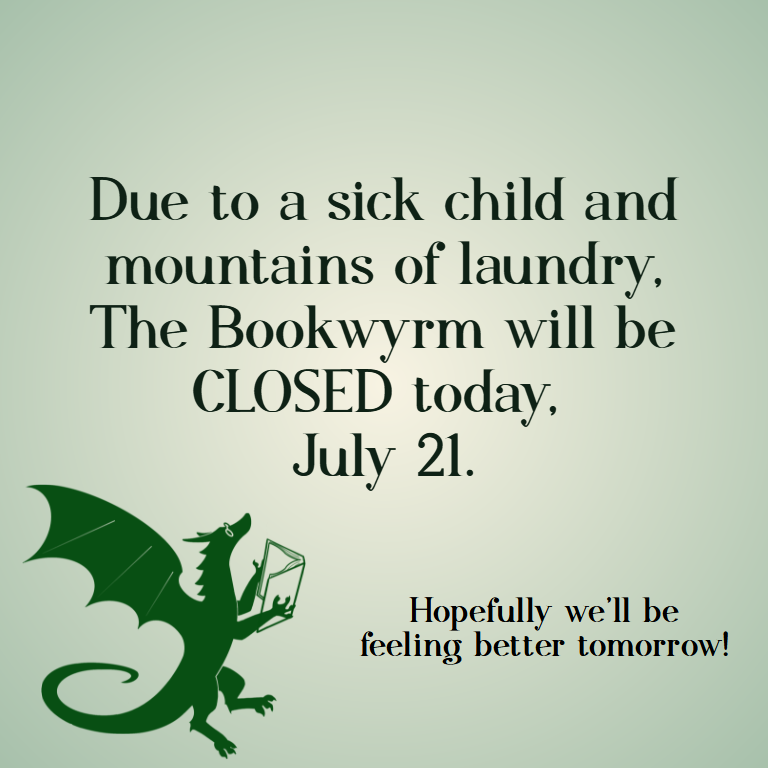 Due to a sick child and
mountains of laundry,
The Bookwyrm will be
CLOSED today,
July 21.
Hopefully we'll be
feeling better tomorrow!